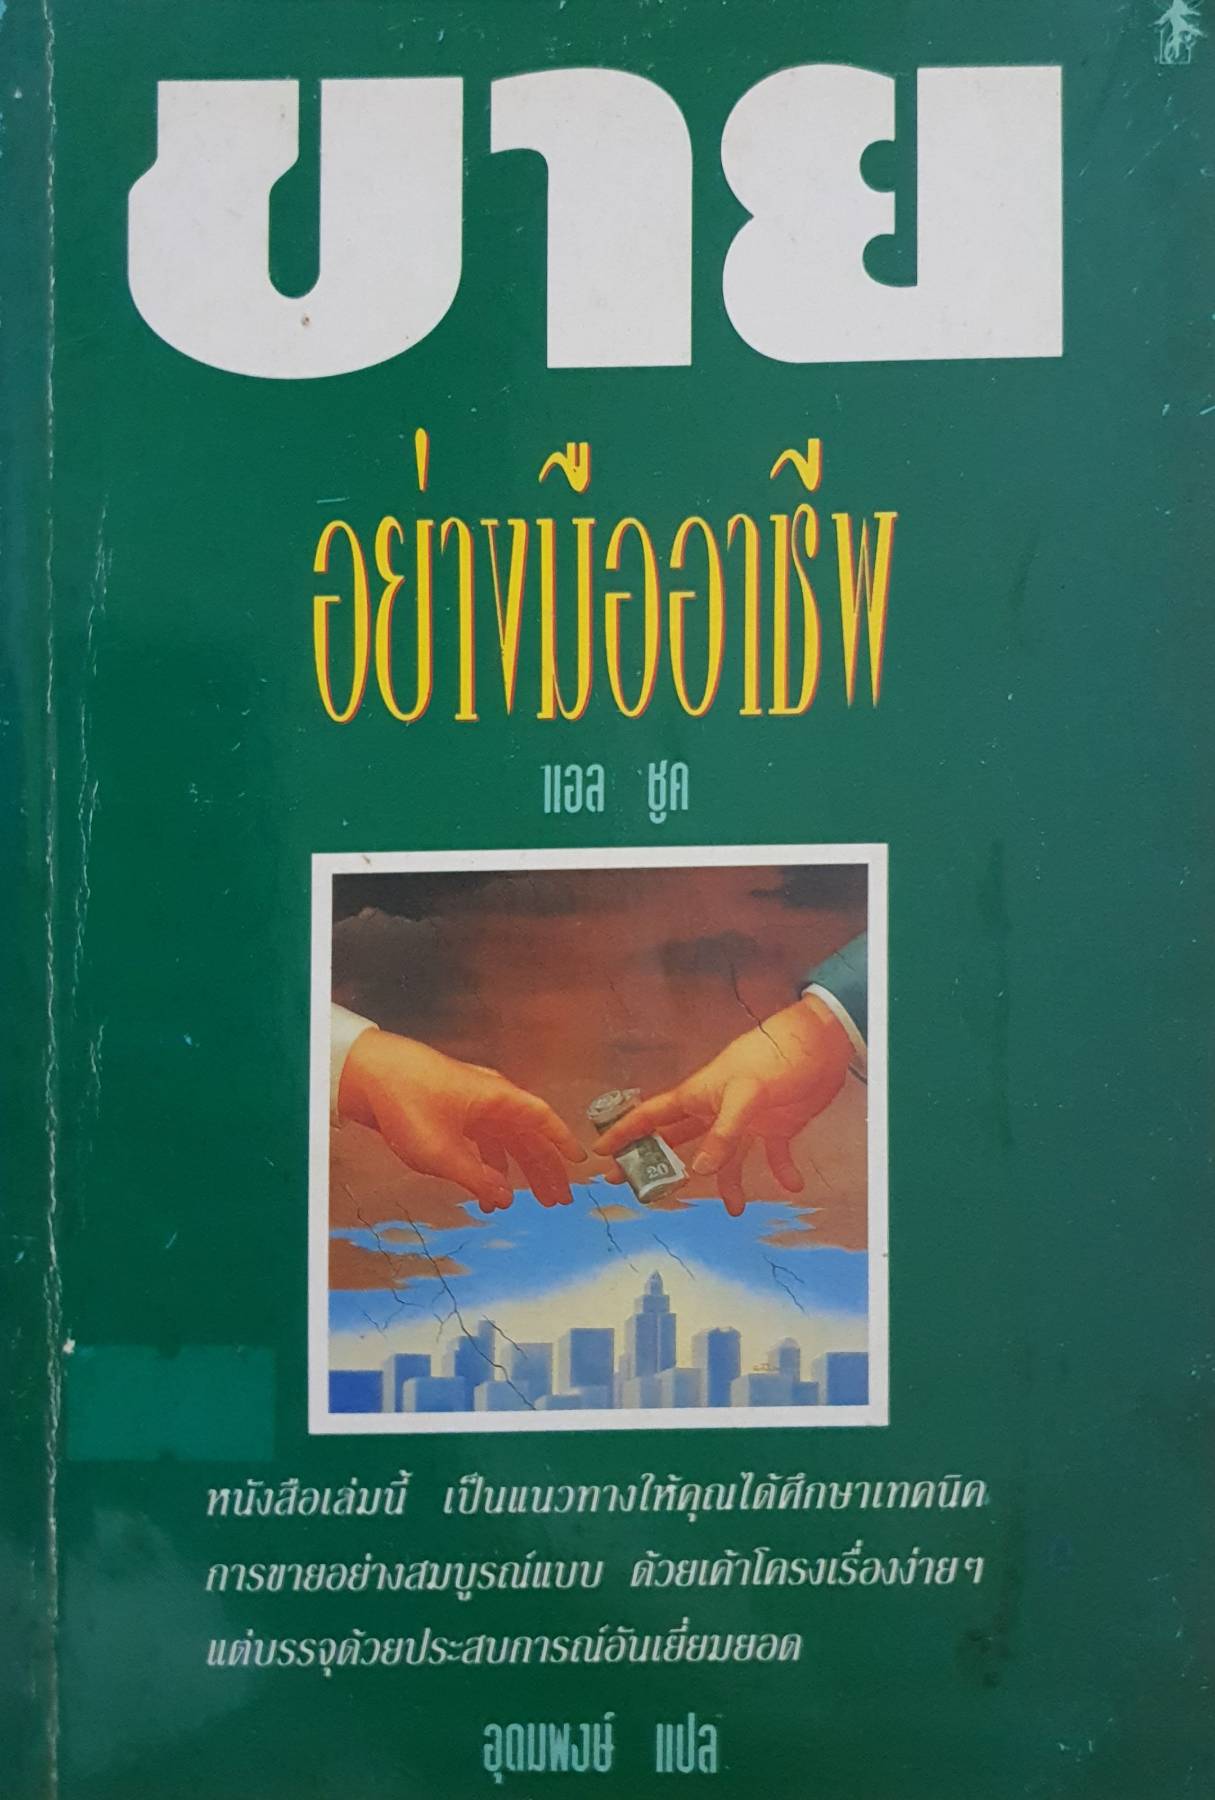 ขาย
อย่างมืออาชีพ
แอล ชูค
20
หนังสือเล่มนี้ เป็นแนวทางให้คุณได้ศึกษาเทคนิค
การขายอย่างสมบูรณ์แบบ ด้วยเค้าโครงเรื่องง่ายๆ
แต่บรรจุด้วยประสบการณ์อันเยี่ยมยอด
อุดมพงษ์ แปล